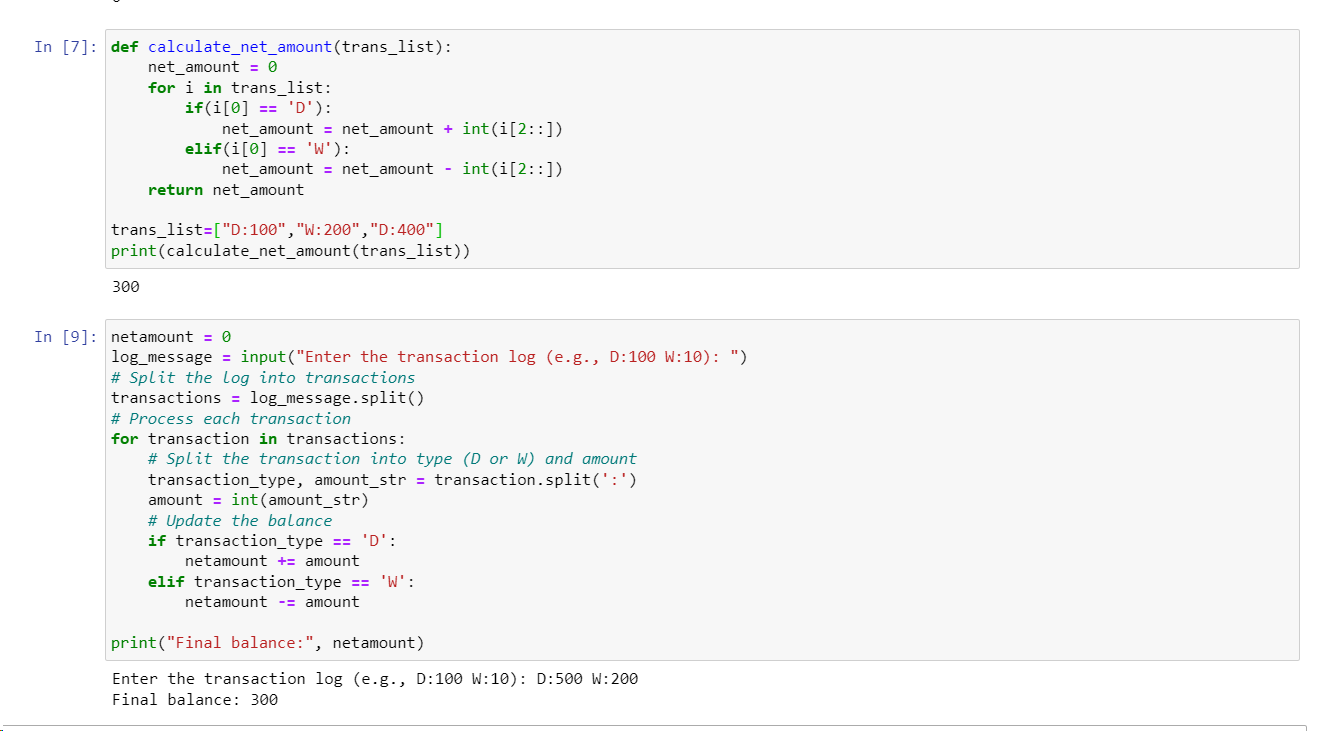 In [7]: def calculate_net_amount(trans_list):
    net_amount = 0
    for i in trans_list:
        if(i[0] == 'D'):
            net_amount = net_amount + int(i[2::])
        elif(i[0] == 'W'):
            net_amount = net_amount - int(i[2::])
    return net_amount
trans_list=["D:100","W:200","D:400"]
print(calculate_net_amount(trans_list))
300
In [9]: netamount = 0
log_message = input("Enter the transaction log (e.g., D:100 W:10): ")
# Split the log into transactions
transactions = log_message.split()
# Process each transaction
for transaction in transactions:
    # Split the transaction into type (D or W) and amount
    transaction_type, amount_str = transaction.split(':')
    amount = int(amount_str)
    # Update the balance
    if transaction_type == 'D':
        netamount += amount
    elif transaction_type == 'W':
        netamount -= amount
print("Final balance:", netamount)
Enter the transaction log (e.g., D:100 W:10): D:500 W:200
Final balance: 300